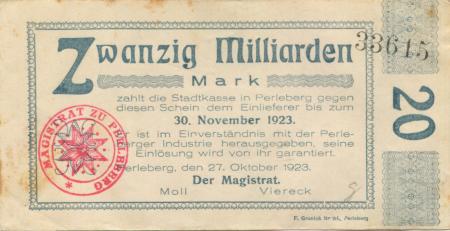 Zwanzig Milliarden
33615
Mark
zahlt die Stadtkasse in Perleberg gegen
diesen Schein dem Einlieferer bis zum
30. November 1923.
er ist im Einverständnis mit der Perle-
berger Industrie herausgegeben, seine
Einlösung wird von ihr garantiert.
Perleberg, den 27. Oktober 1923.
Der Magistrat.
Moll Viereck
20
MAGISTRAT ZU PERLEBERG
Perleberg